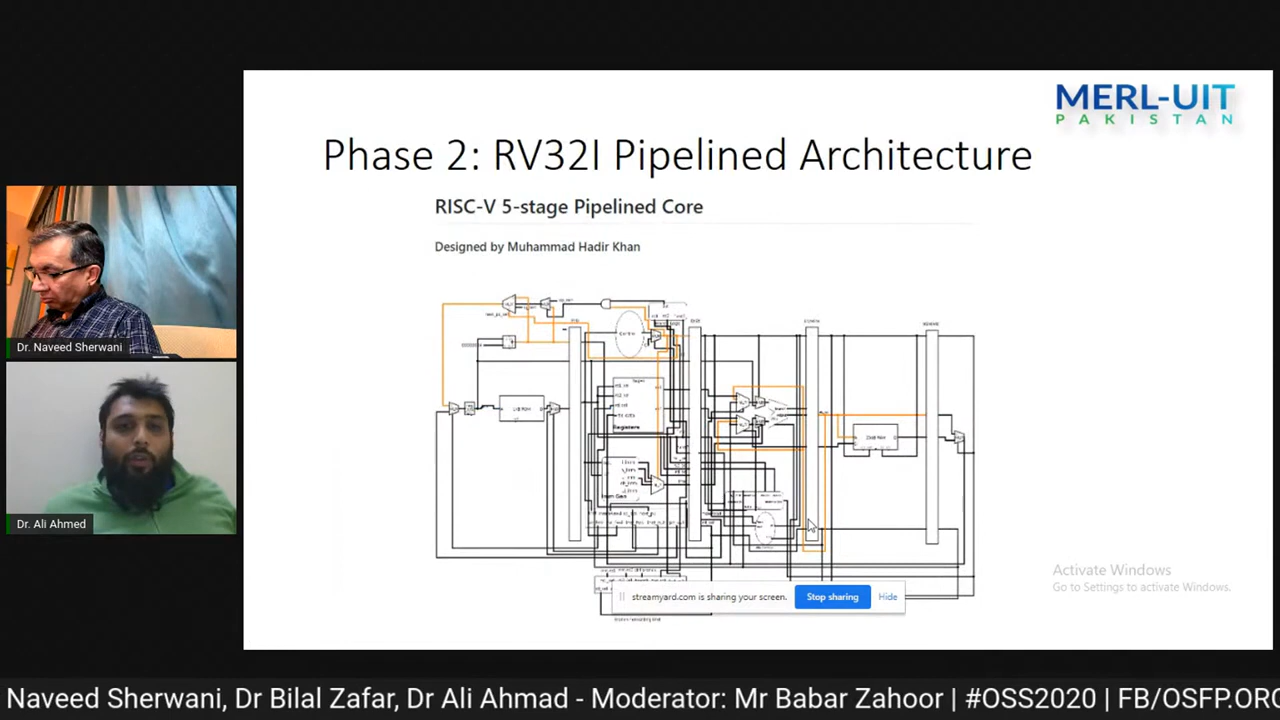 MERL-UIT
PAKISTAN
Phase 2: RV32I Pipelined Architecture
RISC-V 5-stage Pipelined Core
Designed by Muhammad Hadir Khan
Registers
Dr. Naveed Sherwani
Dr. Ali Ahmed
Activate Windows
Go to Settings to activate Windows.
streamyard.com is sharing your screen.
Stop sharing
Hide
Naveed Sherwani, Dr Bilal Zafar, Dr Ali Ahmad - Moderator: Mr Babar Zahoor | #OSS2020 | FB/OSFP.ORG